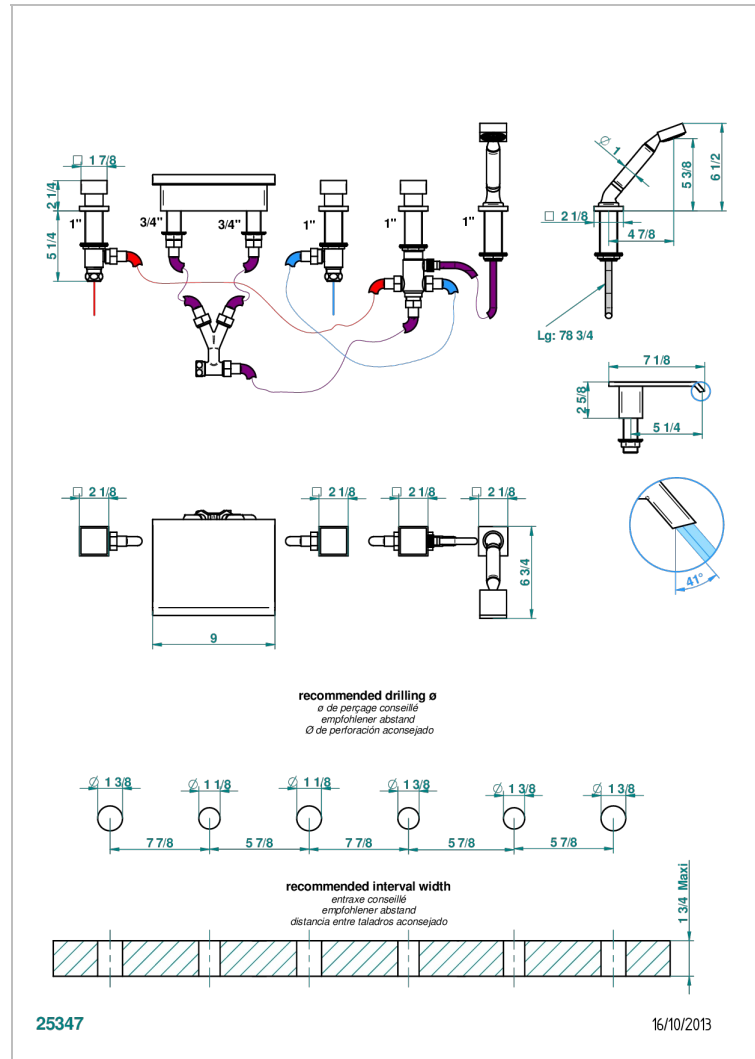 □ 1 7/8
2 1/4
5 1/4
1"
3/4"
3/4"
1"
1"
1"
Ø 1
5 3/8
6 1/2
□ 2 1/8
4 7/8
Lg: 78 3/4
7 1/8
2 5/8
5 1/4
□ 2 1/8
□ 2 1/8
□ 2 1/8
□ 2 1/8
6 3/4
9
41°
recommended drilling ø
ø de perçage conseillé
empfohlener abstand
Ø de perforación aconsejado
Ø 1 3/8
Ø 1 1/8
Ø 1 1/8
Ø 1 3/8
Ø 1 3/8
Ø 1 3/8
7 7/8
5 7/8
7 7/8
5 7/8
5 7/8
recommended interval width
entraxe conseillé
empfohlener abstand
distancia entre taladros aconsejado
1 3/4 Maxi
25347
16/10/2013